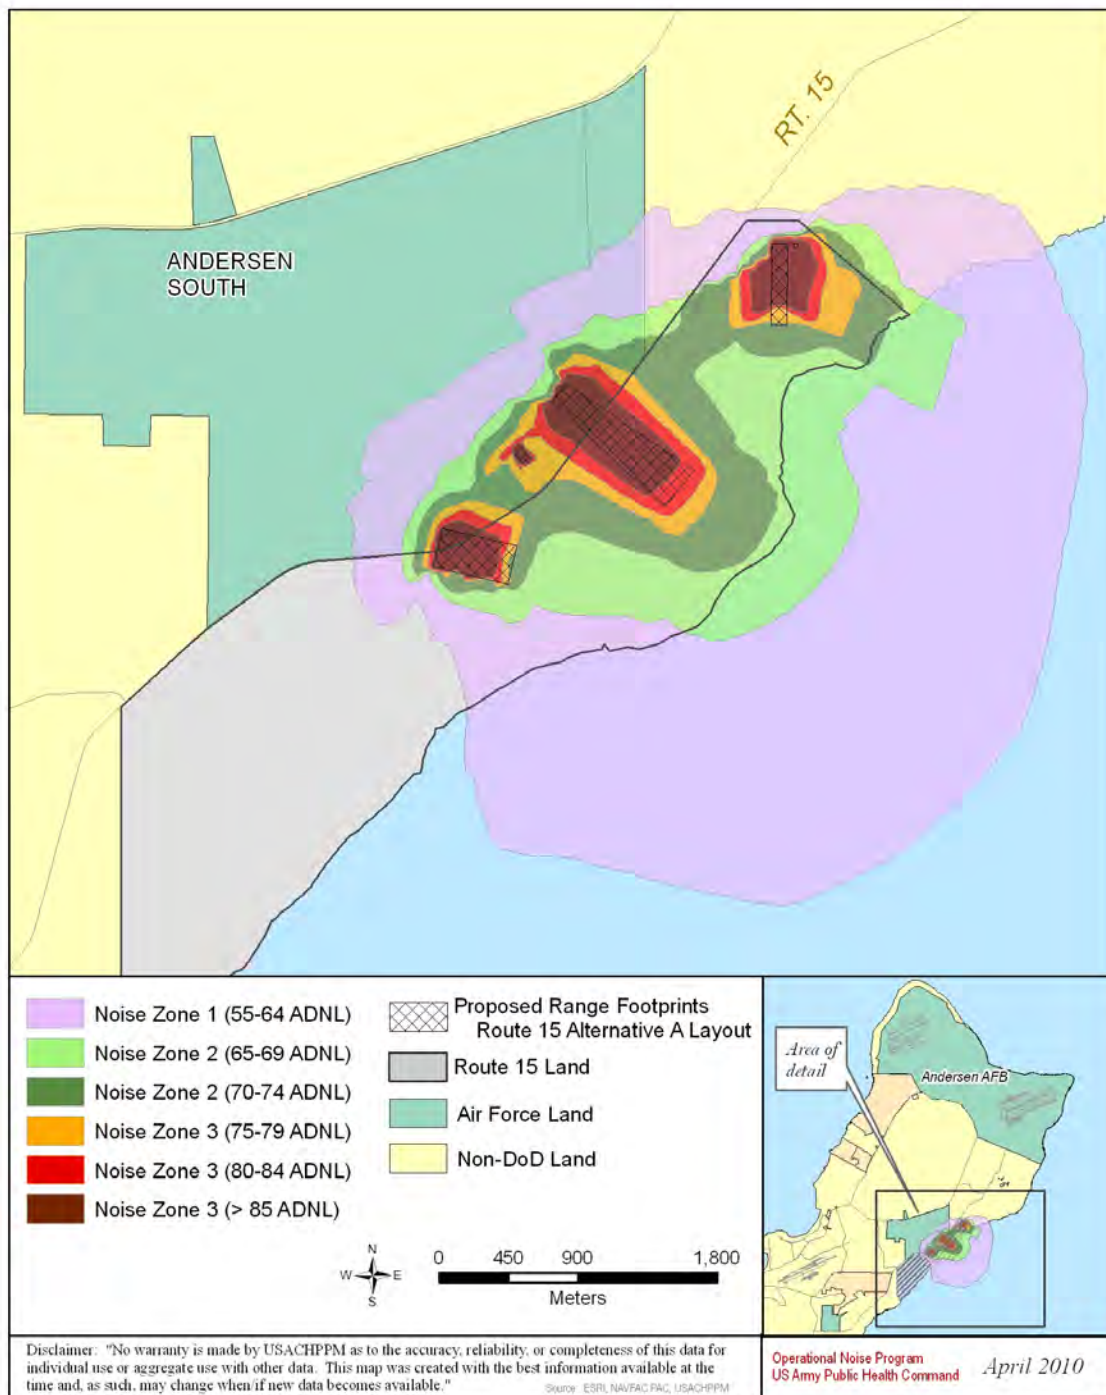 RT. 15
ANDERSEN
SOUTH
Noise Zone 1 (55-64 ADNL)
Noise Zone 2 (65-69 ADNL)
Noise Zone 2 (70-74 ADNL)
Noise Zone 3 (75-79 ADNL)
Noise Zone 3 (80-84 ADNL)
Noise Zone 3 (> 85 ADNL)
Proposed Range Footprints
Route 15 Alternative A Layout
Route 15 Land
Air Force Land
Non-DoD Land
N
W E
S
0 450 900 1,800
Meters
Area of
detail
Andersen AFB
Disclaimer: "No warranty is made by USACHPPM as to the accuracy, reliability, or completeness of this data for
individual use or aggregate use with other data. This map was created with the best information available at the
time and, as such, may change when/if new data becomes available."
Source: ESRI, NAVFAC PAC, USACHPPM
Operational Noise Program
US Army Public Health Command
April 2010